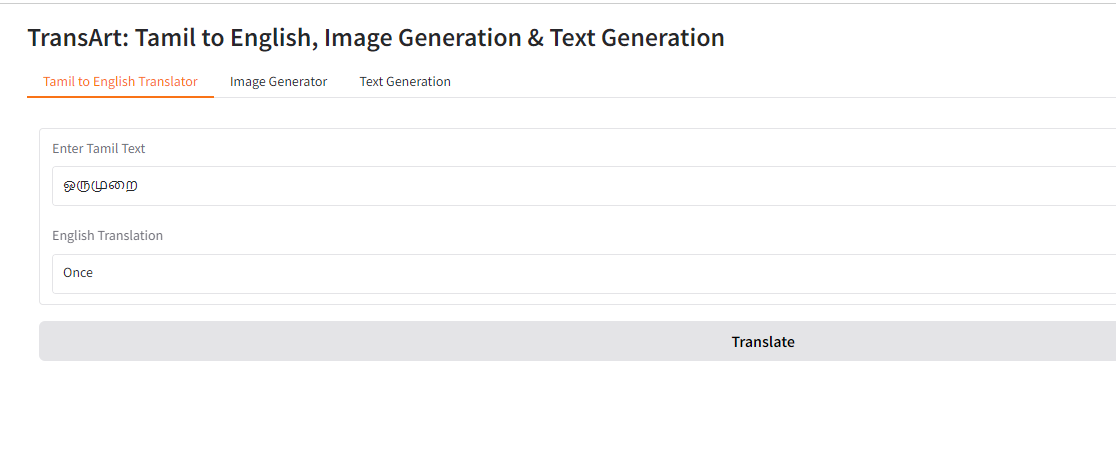 TransArt: Tamil to English, Image Generation & Text Generation
Tamil to English Translator Image Generator Text Generation
Enter Tamil Text
ஒருமுறை
English Translation
Once
Translate